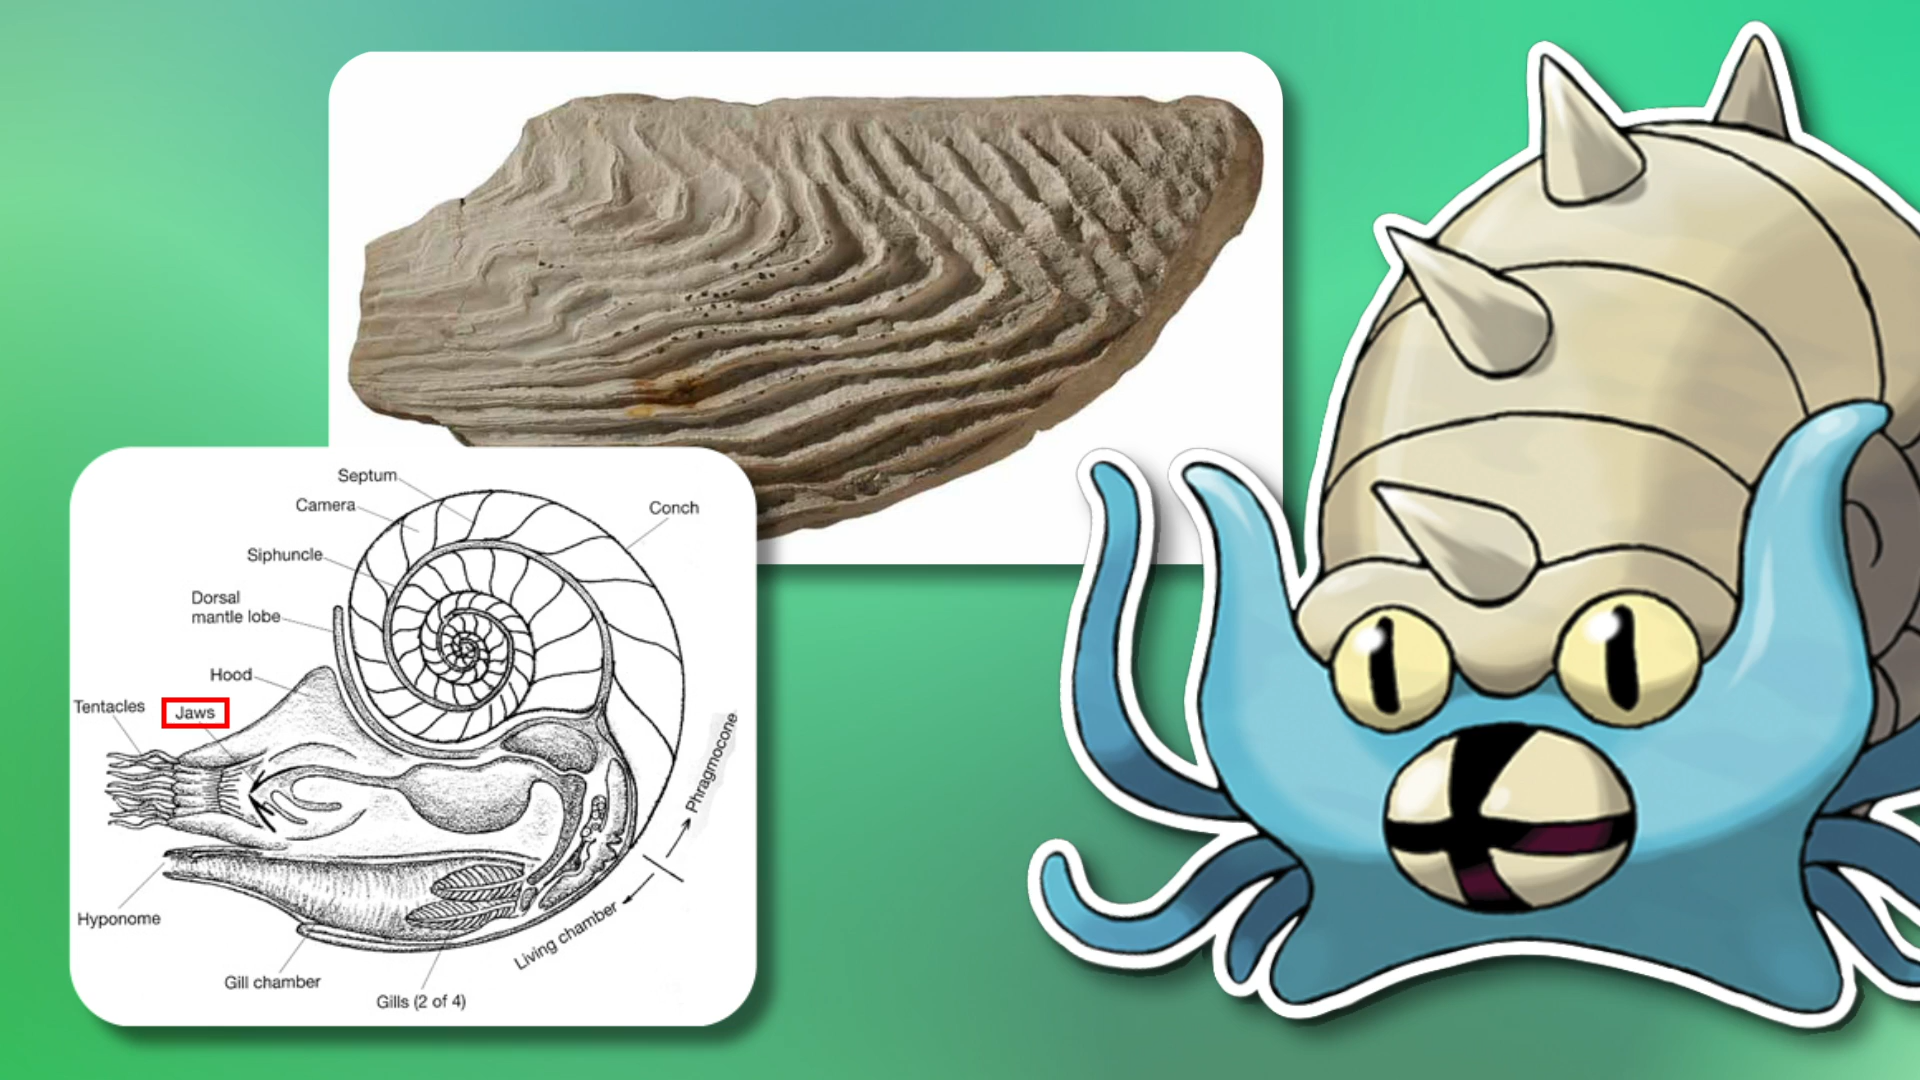 Septum
Camera
Conch
Siphuncle
Dorsal
mantle lobe
Hood
Tentacles
Jaws
Phragmocone
Hyponome
Living chamber
Gill chamber
Gills (2 of 4)